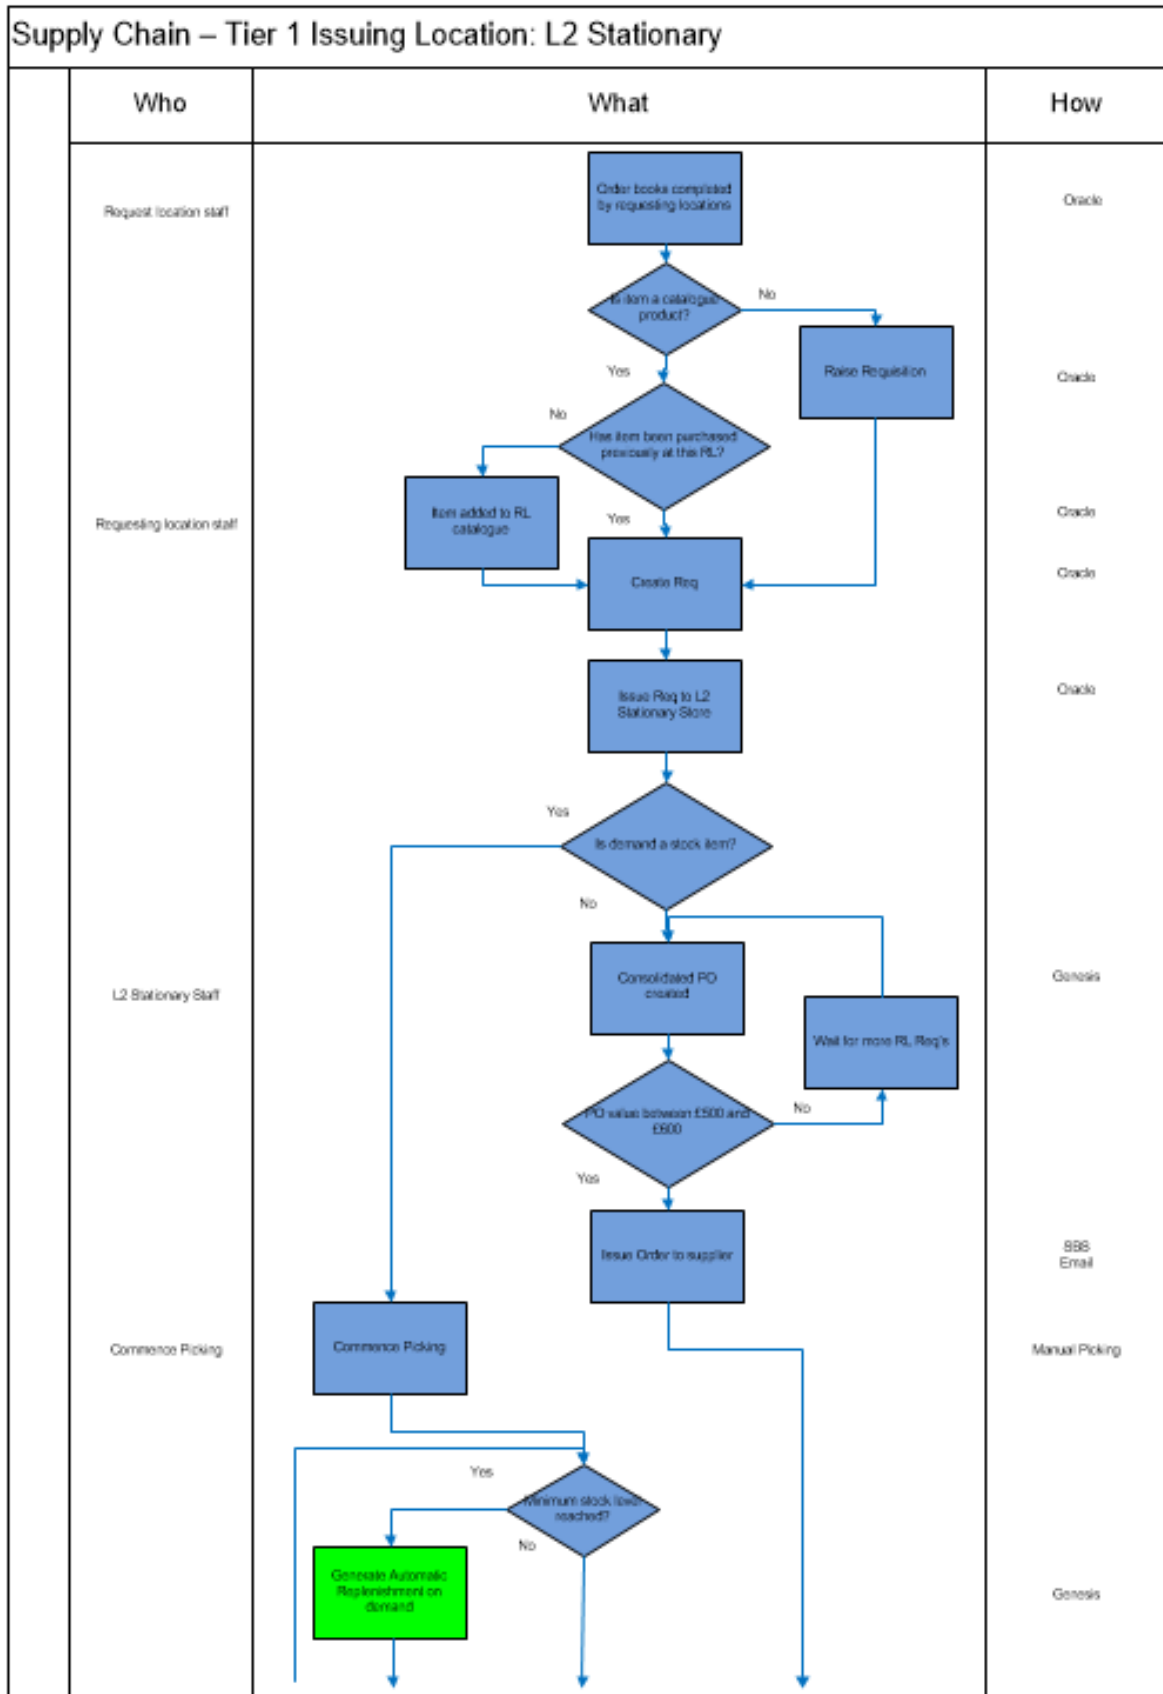 Supply Chain – Tier 1 Issuing Location: L2 Stationary
Who
What
How
Request location staff
Order books completed
by requesting locations
Oracle
Is item a catalogue
product?
No
Yes
Raise Requisition
Oracle
No
Has item been purchased
previously at this RL?
Requesting location staff
Item added to RL
catalogue
Yes
Oracle
Create Req
Oracle
Issue Req to L2
Stationary Store
Oracle
Yes
Is demand a stock item?
No
L2 Stationary Staff
Consolidated PO
created
Genesis
Wait for more RL Req's
PO value between £500 and
£600
No
Yes
Issue Order to supplier
Email
Commence Picking
Commence Picking
Manual Picking
Yes
Minimum stock level
reached?
No
Generate Automatic
Replenishment on
demand
Genesis